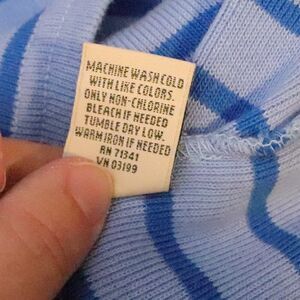 MACHINE WASH COLD
WITH LIKE COLORS.
ONLY NON-CHLORINE
BLEACH IF NEEDED
TUMBLE DRY LOW.
WARM IRON IF NEEDED
RN 71341
VN 03199